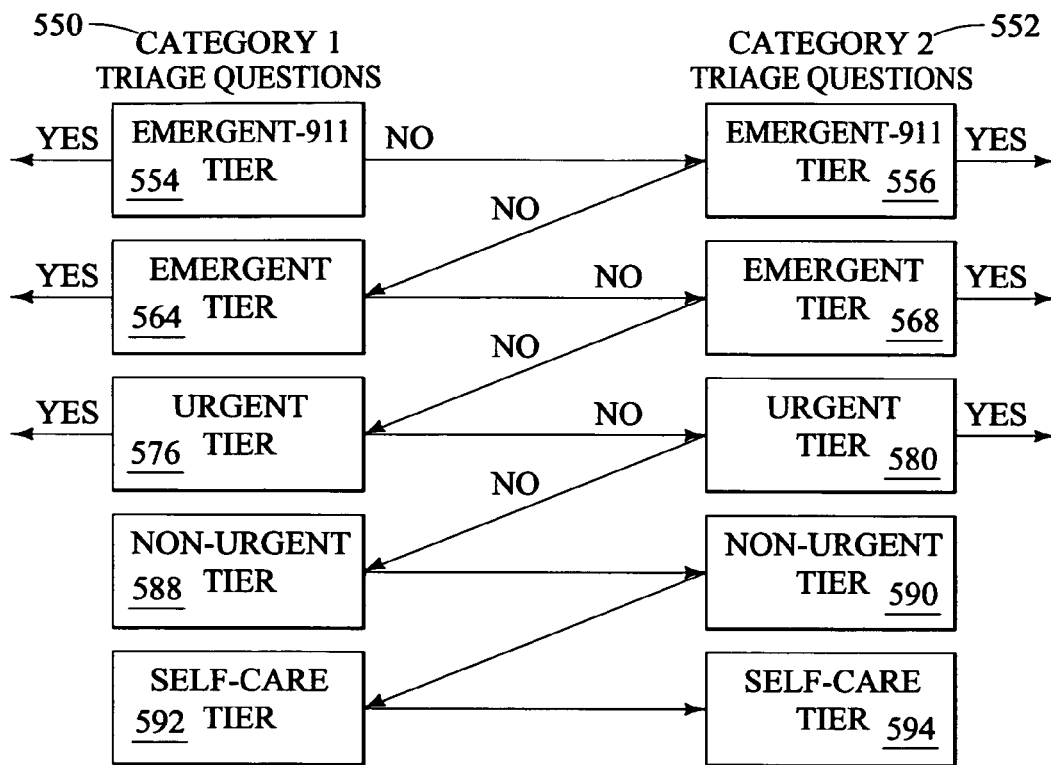 550
CATEGORY 1
TRIAGE QUESTIONS
552
CATEGORY 2
TRIAGE QUESTIONS
YES
EMERGENT-911
TIER
554
NO
EMERGENT-911
TIER
556
YES
NO
YES
EMERGENT
TIER
564
NO
EMERGENT
TIER
568
YES
NO
YES
URGENT
TIER
576
NO
URGENT
TIER
580
YES
NO
NON-URGENT
TIER
588
NON-URGENT
TIER
590
SELF-CARE
TIER
592
SELF-CARE
TIER
594